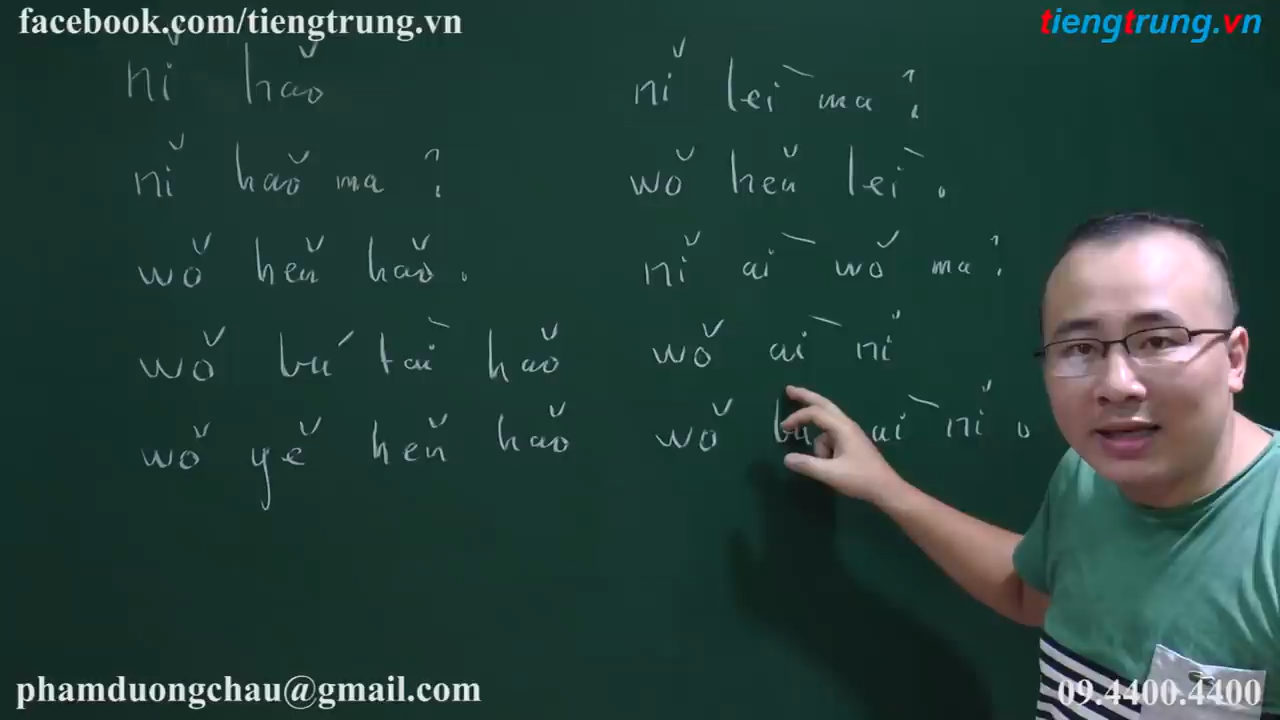 facebook.com/tiengtrung.vn
tiengtrung.vn
nǐ hǎo
nǐ hǎo ma ?
wǒ hěn hǎo .
wǒ bú tài hǎo
wǒ yě hěn hǎo
nǐ lèi ma ?
wǒ hěn lèi .
nǐ ài wǒ ma ?
wǒ ài nǐ
wǒ ài nǐ .
phamduongchau@gmail.com
09.4400.4400